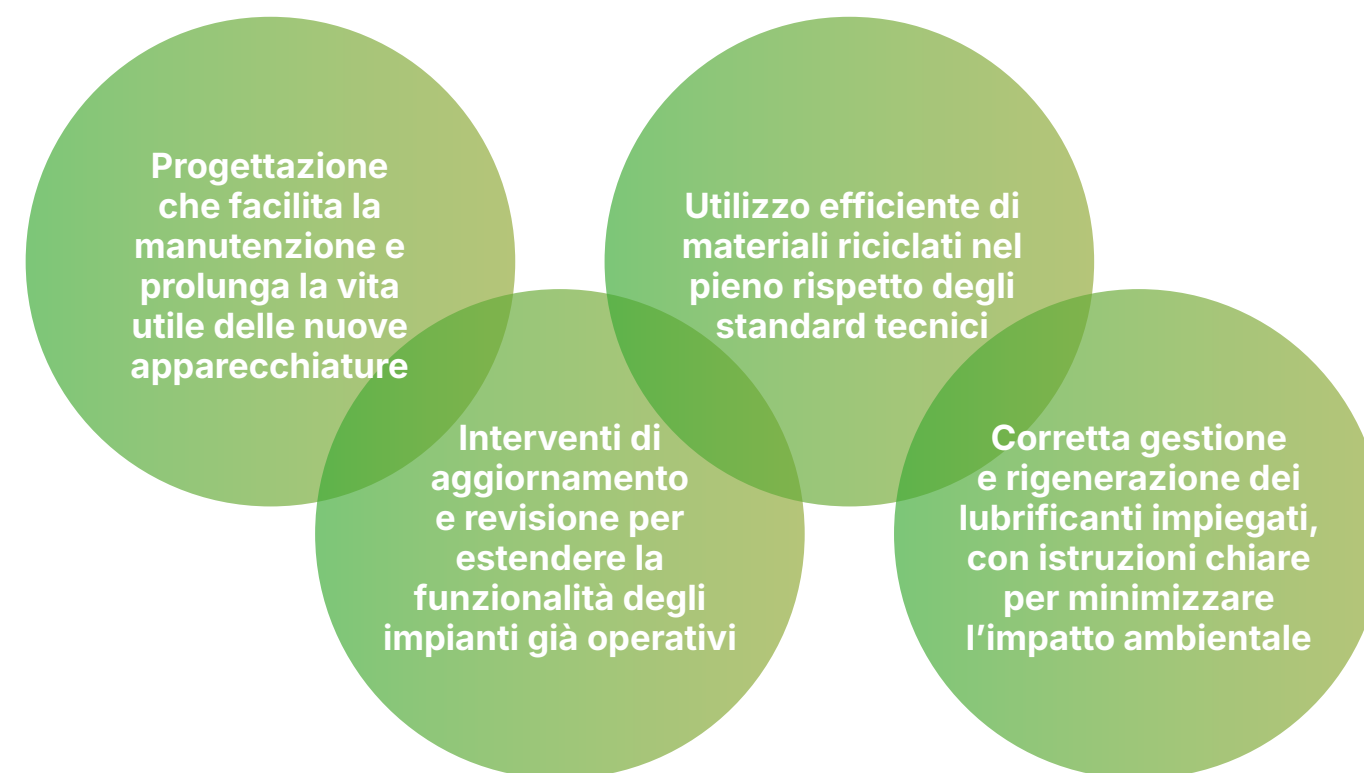 Progettazione
che facilita la
manutenzione e
prolunga la vita
utile delle nuove
apparecchiature
Interventi di
aggiornamento
e revisione per
estendere la
funzionalità degli
impianti già operativi
Utilizzo efficiente di
materiali riciclati nel
pieno rispetto degli
standard tecnici
Corretta gestione
e rigenerazione dei
lubrificanti impiegati,
con istruzioni chiare
per minimizzare
l’impatto ambientale